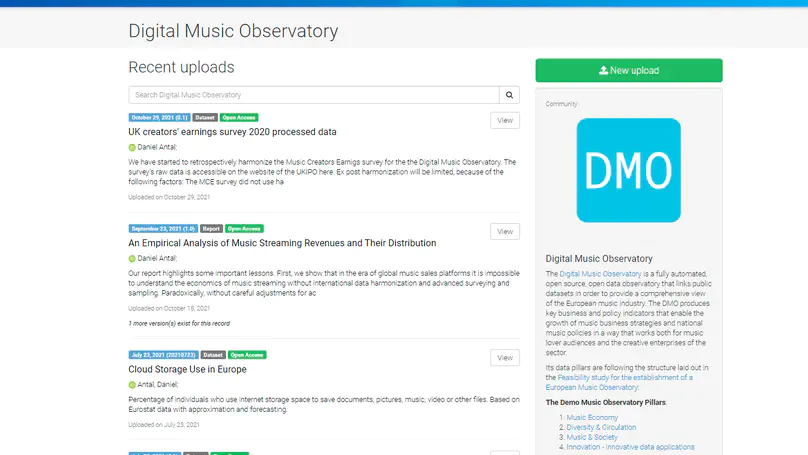 Digital Music Observatory
Recent uploads
Search Digital Music Observatory
October 29, 2021 (0.1) Dataset Open Access
View
UK creators' earnings survey 2020 processed data
Daniel Antal;
We have started to retrospectively harmonize the Music Creators Earnigs survey for the the Digital Music Observatory. The
survey's raw data is accessible on the website of the UKIPO here. Ex post harmonization will be limited, because of the
following factors: The MCE survey did not use ha
Uploaded on October 29, 2021
September 23, 2021 (1.0) Report Open Access
View
An Empirical Analysis of Music Streaming Revenues and Their Distribution
Daniel Antal;
Our report highlights some important lessons. First, we show that in the era of global music sales platforms it is impossible
to understand the economics of music streaming without international data harmonization and advanced surveying and
sampling. Paradoxically, without careful adjustments for ac
Uploaded on October 18, 2021
1 more version(s) exist for this record
July 23, 2021 (20210723) Dataset Open Access
View
Cloud Storage Use in Europe
Antal, Daniel;
Percentage of individuals who use internet storage space to save documents, pictures, music, video or other files. Based on
Eurostat data with approximation and forecasting.
Uploaded on July 23, 2021
New upload
Community
DMO
Digital Music Observatory
The Digital Music Observatory is a fully automated,
open source, open data observatory that links public
datasets in order to provide a comprehensive view
of the European music industry. The DMO produces
key business and policy indicators that enable the
growth of music business strategies and national
music policies in a way that works both for music
lover audiences and the creative enterprises of the
sector.
Its data pillars are following the structure laid out in
the Feasibility study for the establishment of a
European Music Observatory:
The Demo Music Observatory Pillars:
1. Music Economy
2. Diversity & Circulation
3. Music & Society
4. Innovation - innovative data applications